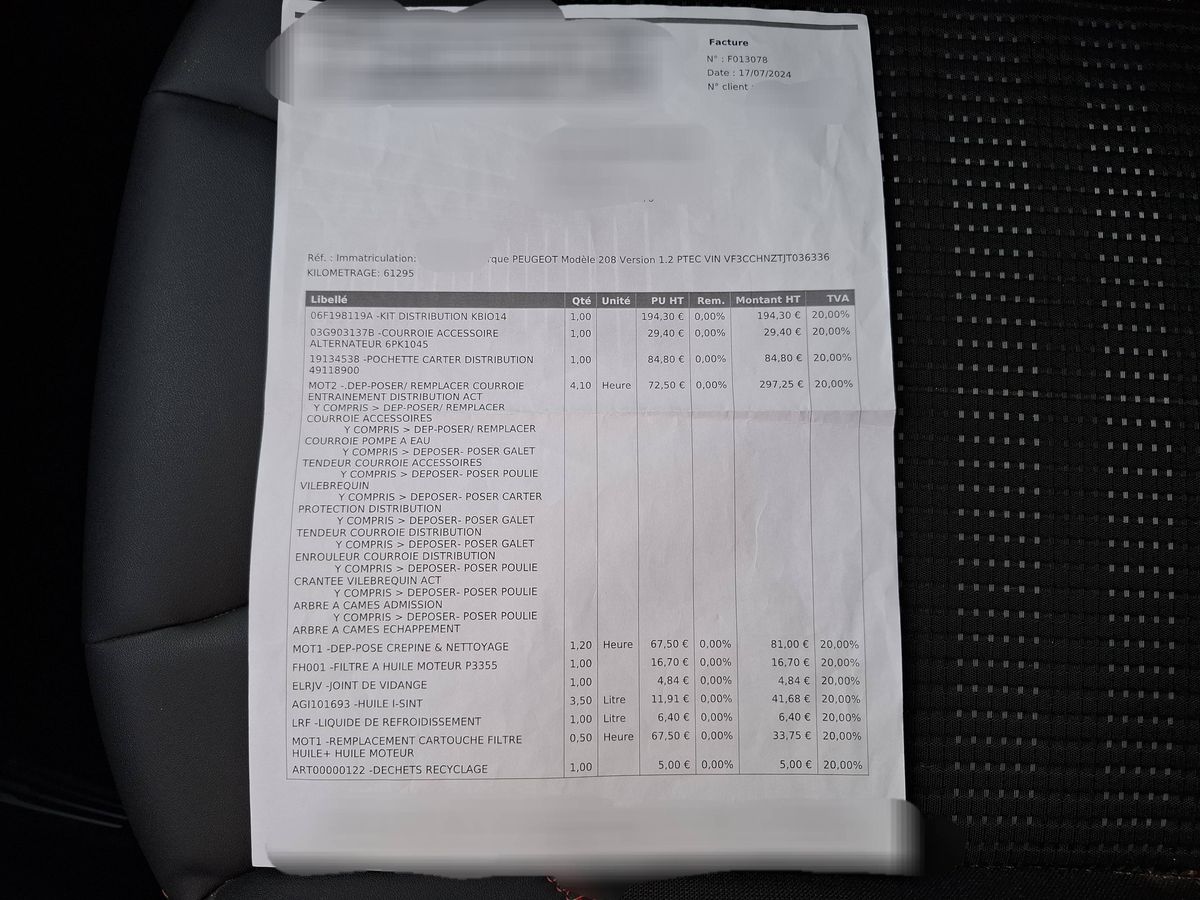 Facture
N° : F013078
Date : 17/07/2024
N° client :
Réf. : Immatriculation: rque PEUGEOT Modèle 208 Version 1.2 PTEC VIN VF3CCHNZTJT036336
KILOMETRAGE: 61295
Libellé Qté Unité PU HT Rem. Montant HT TVA
06F198119A -KIT DISTRIBUTION KBIO14 1,00 194,30 € 0,00% 194,30 € 20,00%
03G903137B -COURROIE ACCESSOIRE 1,00 29,40 € 0,00% 29,40 € 20,00%
ALTERNATEUR 6PK1045
19134538 -POCHETTE CARTER DISTRIBUTION 1,00 84,80 € 0,00% 84,80 € 20,00%
49118900
MOT2 -.DEP-POSER/ REMPLACER COURROIE 4,10 Heure 72,50 € 0,00% 297,25 € 20,00%
ENTRAINEMENT DISTRIBUTION ACT
Y COMPRIS > DEP-POSER/ REMPLACER
COURROIE ACCESSOIRES
Y COMPRIS > DEP-POSER/ REMPLACER
COURROIE POMPE A EAU
Y COMPRIS > DEPOSER- POSER GALET
TENDEUR COURROIE ACCESSOIRES
Y COMPRIS > DEPOSER- POSER POULIE
VILEBREQUIN
Y COMPRIS > DEPOSER- POSER CARTER
PROTECTION DISTRIBUTION
Y COMPRIS > DEPOSER- POSER GALET
TENDEUR COURROIE DISTRIBUTION
Y COMPRIS > DEPOSER- POSER GALET
ENROULEUR COURROIE DISTRIBUTION
Y COMPRIS > DEPOSER- POSER POULIE
CRANTEE VILEBREQUIN ACT
Y COMPRIS > DEPOSER- POSER POULIE
ARBRE A CAMES ADMISSION
Y COMPRIS > DEPOSER- POSER POULIE
ARBRE A CAMES ECHAPPEMENT
MOT1 -DEP-POSE CREPINE & NETTOYAGE 1,20 Heure 67,50 € 0,00% 81,00 € 20,00%
FH001 -FILTRE A HUILE MOTEUR P3355 1,00 16,70 € 0,00% 16,70 € 20,00%
ELRJV -JOINT DE VIDANGE 1,00 4,84 € 0,00% 4,84 € 20,00%
AGI101693 -HUILE I-SINT 3,50 Litre 11,91 € 0,00% 41,68 € 20,00%
LRF -LIQUIDE DE REFROIDISSEMENT 1,00 Litre 6,40 € 0,00% 6,40 € 20,00%
MOT1 -REMPLACEMENT CARTOUCHE FILTRE 0,50 Heure 67,50 € 0,00% 33,75 € 20,00%
HUILE+ HUILE MOTEUR
ART00000122 -DECHETS RECYCLAGE 1,00 5,00 € 0,00% 5,00 € 20,00%